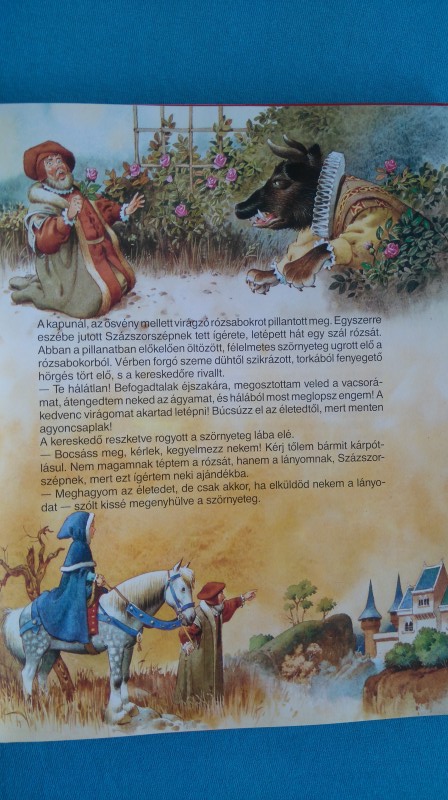 A kapunál, az ösvény mellett virágzó rózsabokrot pillantott meg. Egyszerre
eszébe jutott Százszorszépnek tett ígérete, letépett hát egy szál rózsát.
Abban a pillanatban előkelően öltözött, félelmetes szörnyeteg ugrott elő a
rózsabokorból. Vérben forgó szeme dühtől szikrázott, torkából fenyegető
hörgés tört elő, s a kereskedőre rivallt.
— Te hálátlan! Befogadtalak éjszakára, megosztottam veled a vacsorá-
mat, átengedtem neked az ágyamat, és hálából most meglopsz engem! A
kedvenc virágomat akartad letépni! Búcsúzz el az életedtől, mert menten
agyoncsaplak!
A kereskedő reszketve rogyott a szörnyeteg lába elé.
— Bocsáss meg, kérlek, kegyelmezz nekem! Kérj tőlem bármit kárpót-
lásul. Nem magamnak téptem a rózsát, hanem a lányomnak, Százszor-
szépnek, mert ezt ígértem neki ajándékba.
— Meghagyom az életedet, de csak akkor, ha elküldöd nekem a lányo-
dat — szólt kissé megenyhülve a szörnyeteg.